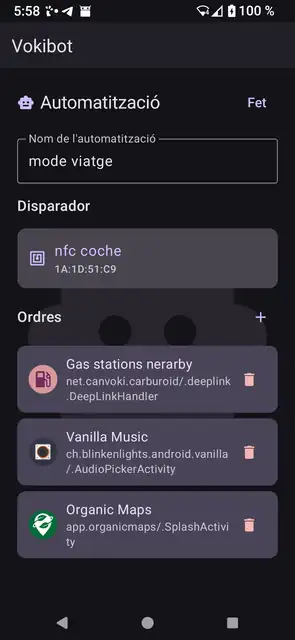 5:58
100 %
Vokibot
Automatització
Fet
Nom de l'automatització
mode viatge
Disparador
nfc coche
1A:1D:51:C9
Ordres
Gas stations nerarby
net.canvoki.carburoid/.deeplink
.DeepLinkHandler
Vanilla Music
ch.blinkenlights.android.vanilla
/.AudioPickerActivity
Organic Maps
app.organicmaps/.SplashActivi
ty